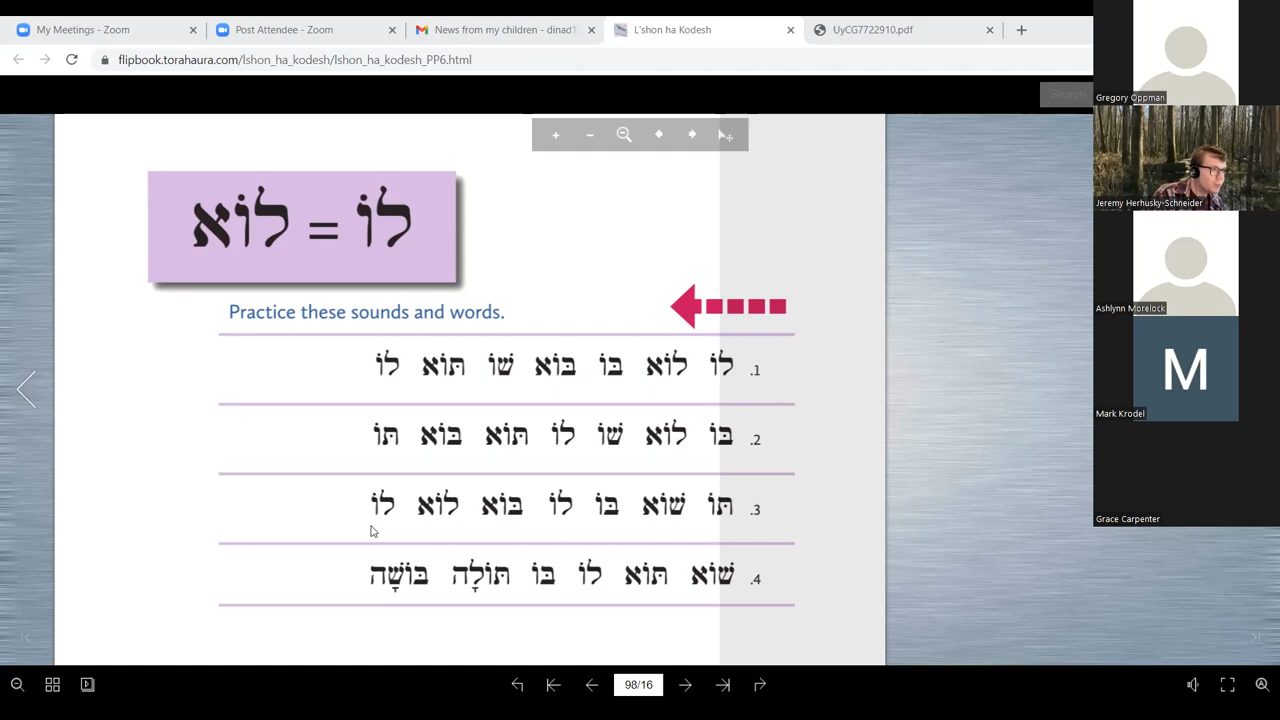 My Meetings - Zoom
Post Attendee - Zoom
News from my children - dinad1
L'shon ha Kodesh
UyCG7722910.pdf
flipbook.torahaura.com/lshon_ha_kodesh/lshon_ha_kodesh_PP6.html
Search
Gregory Oppman
Jeremy Herhusky-Schneider
Ashlynn Morelock
M
Mark Krodel
Grace Carpenter
לוֹ = לוֹא
Practice these sounds and words.
1. לוֹ לוֹא בּוֹ בּוֹא שׁוֹ תּוֹא לוֹ
2. בּוֹ לוֹא שׁוֹ לוֹ תּוֹא בּוֹא תּוֹ
3. תּוֹ שׁוֹא בּוֹ לוֹ בּוֹא לוֹא לוֹ
4. שׁוֹא תּוֹא לוֹ בּוֹ תּוֹלָה בּוֹשָׁה
98/16